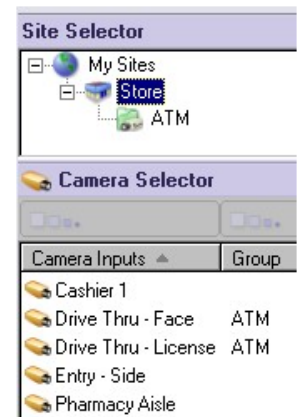 Site Selector
My Sites
Store
ATM
Camera Selector
Camera Inputs Group
Cashier 1
Drive Thru - Face ATM
Drive Thru - License ATM
Entry - Side
Pharmacy Aisle